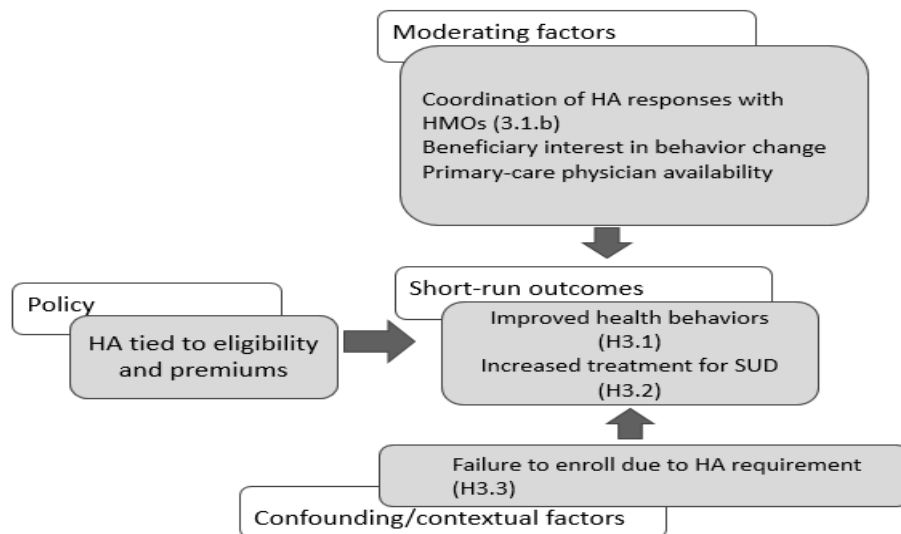 Moderating factors
Coordination of HA responses with
HMOs (3.1.b)
Beneficiary interest in behavior change
Primary-care physician availability
Policy
HA tied to eligibility
and premiums
Short-run outcomes
Improved health behaviors
(H3.1)
Increased treatment for SUD
(H3.2)
Failure to enroll due to HA requirement
(H3.3)
Confounding/contextual factors